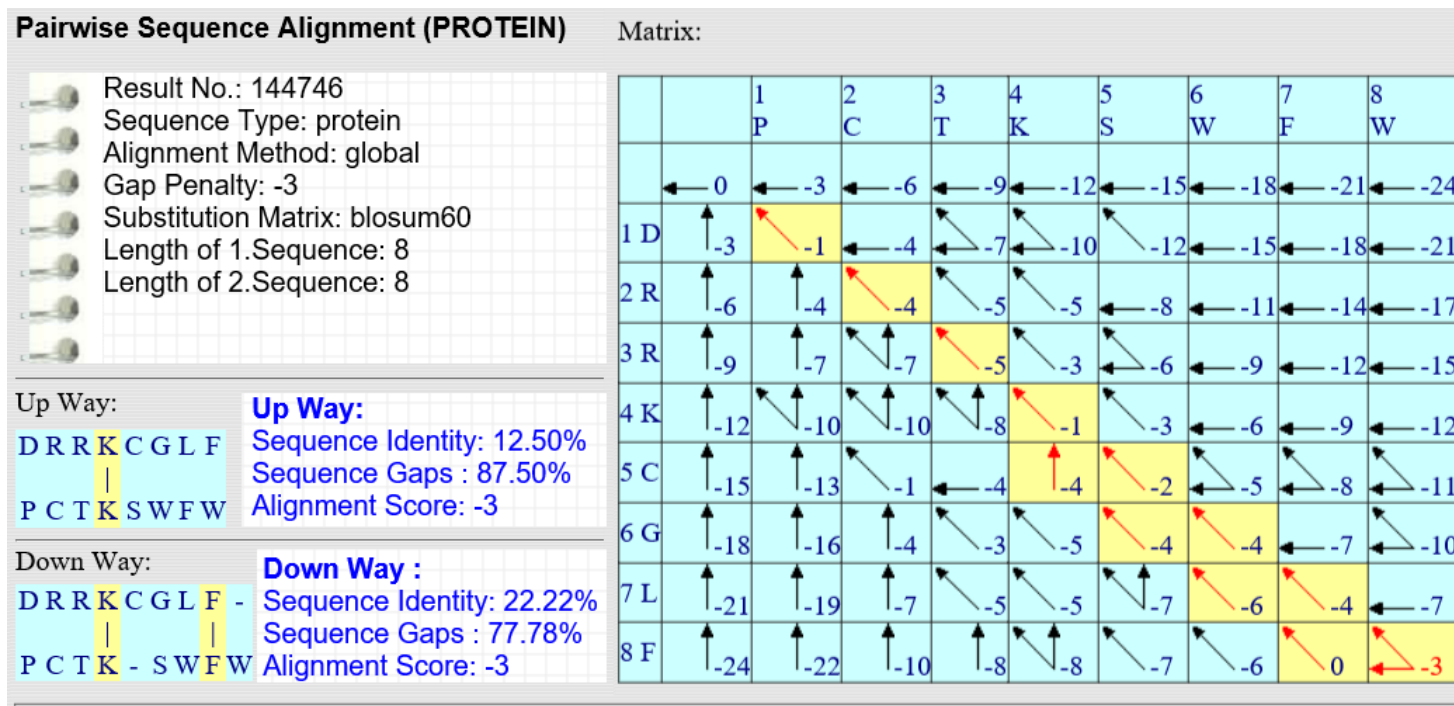 Pairwise Sequence Alignment (PROTEIN)
Result No.: 144746
Sequence Type: protein
Alignment Method: global
Gap Penalty: -3
Substitution Matrix: blosum60
Length of 1.Sequence: 8
Length of 2.Sequence: 8
Up Way:
D R R K C G L F
|
P C T K S W F W
Up Way:
Sequence Identity: 12.50%
Sequence Gaps : 87.50%
Alignment Score: -3
Down Way:
D R R K C G L F -
| |
P C T K - S W F W
Down Way :
Sequence Identity: 22.22%
Sequence Gaps : 77.78%
Alignment Score: -3
Matrix:
1 2 3 4 5 6 7 8
P C T K S W F W
0 -3 -6 -9 -12 -15 -18 -21 -24
1 D -3 -1 -4 -7 -10 -12 -15 -18 -21
2 R -6 -4 -4 -5 -5 -8 -11 -14 -17
3 R -9 -7 -7 -5 -3 -6 -9 -12 -15
4 K -12 -10 -10 -8 -1 -3 -6 -9 -12
5 C -15 -13 -1 -4 -4 -2 -5 -8 -11
6 G -18 -16 -4 -3 -5 -4 -4 -7 -10
7 L -21 -19 -7 -5 -5 -7 -6 -4 -7
8 F -24 -22 -10 -8 -8 -7 -6 0 -3